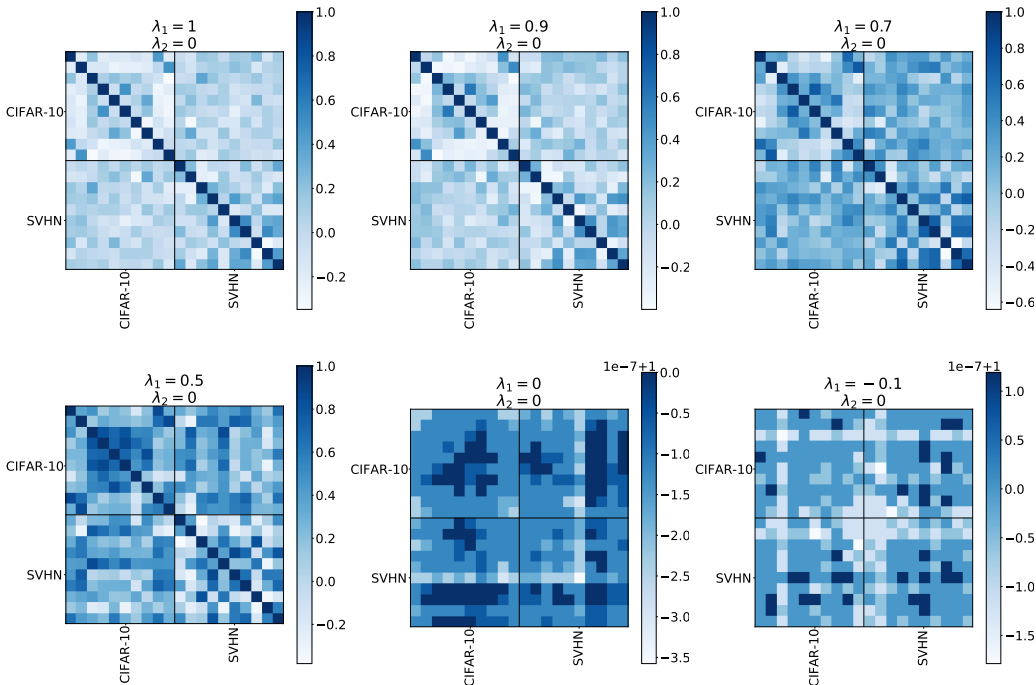 λ₁ = 1
λ₂ = 0
CIFAR-10
SVHN
CIFAR-10
SVHN
1.0
0.8
0.6
0.4
0.2
0.0
−0.2
λ₁ = 0.9
λ₂ = 0
CIFAR-10
SVHN
CIFAR-10
SVHN
1.0
0.8
0.6
0.4
0.2
0.0
−0.2
λ₁ = 0.7
λ₂ = 0
CIFAR-10
SVHN
CIFAR-10
SVHN
1.0
0.8
0.6
0.4
0.2
0.0
−0.2
−0.4
−0.6
λ₁ = 0.5
λ₂ = 0
CIFAR-10
SVHN
CIFAR-10
SVHN
1.0
0.8
0.6
0.4
0.2
0.0
−0.2
λ₁ = 0
λ₂ = 0
CIFAR-10
SVHN
CIFAR-10
SVHN
1e-7+1
0.0
−0.5
−1.0
−1.5
−2.0
−2.5
−3.0
−3.5
λ₁ = −0.1
λ₂ = 0
CIFAR-10
SVHN
CIFAR-10
SVHN
1e-7+1
1.0
0.5
0.0
−0.5
−1.0
−1.5